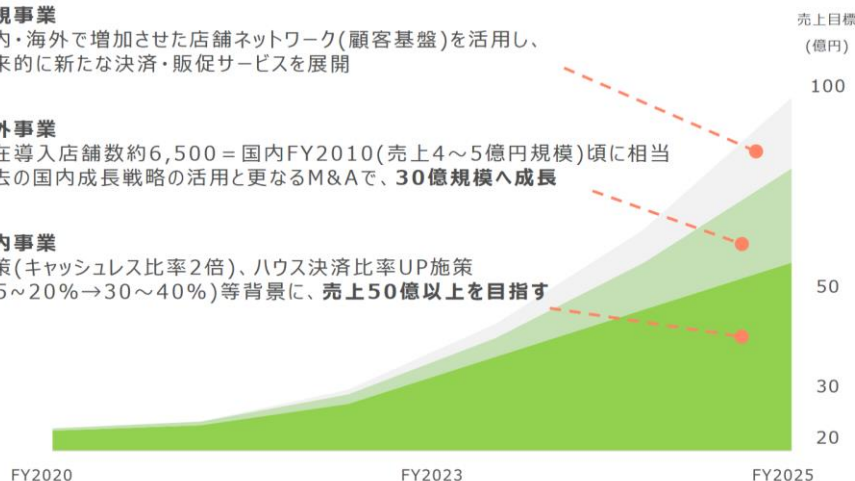 規事業
内・海外で増加させた店舗ネットワーク(顧客基盤)を活用し、
来的に新たな決済・販促サービスを展開
外事業
在導入店舗数約6,500＝国内FY2010(売上4～5億円規模)頃に相当
去の国内成長戦略の活用と更なるM&Aで、30億規模へ成長
内事業
策(キャッシュレス比率2倍)、ハウス決済比率UP施策
5~20%→30～40%)等背景に、売上50億以上を目指す
売上目標
(億円)
100
50
30
20
FY2020
FY2023
FY2025